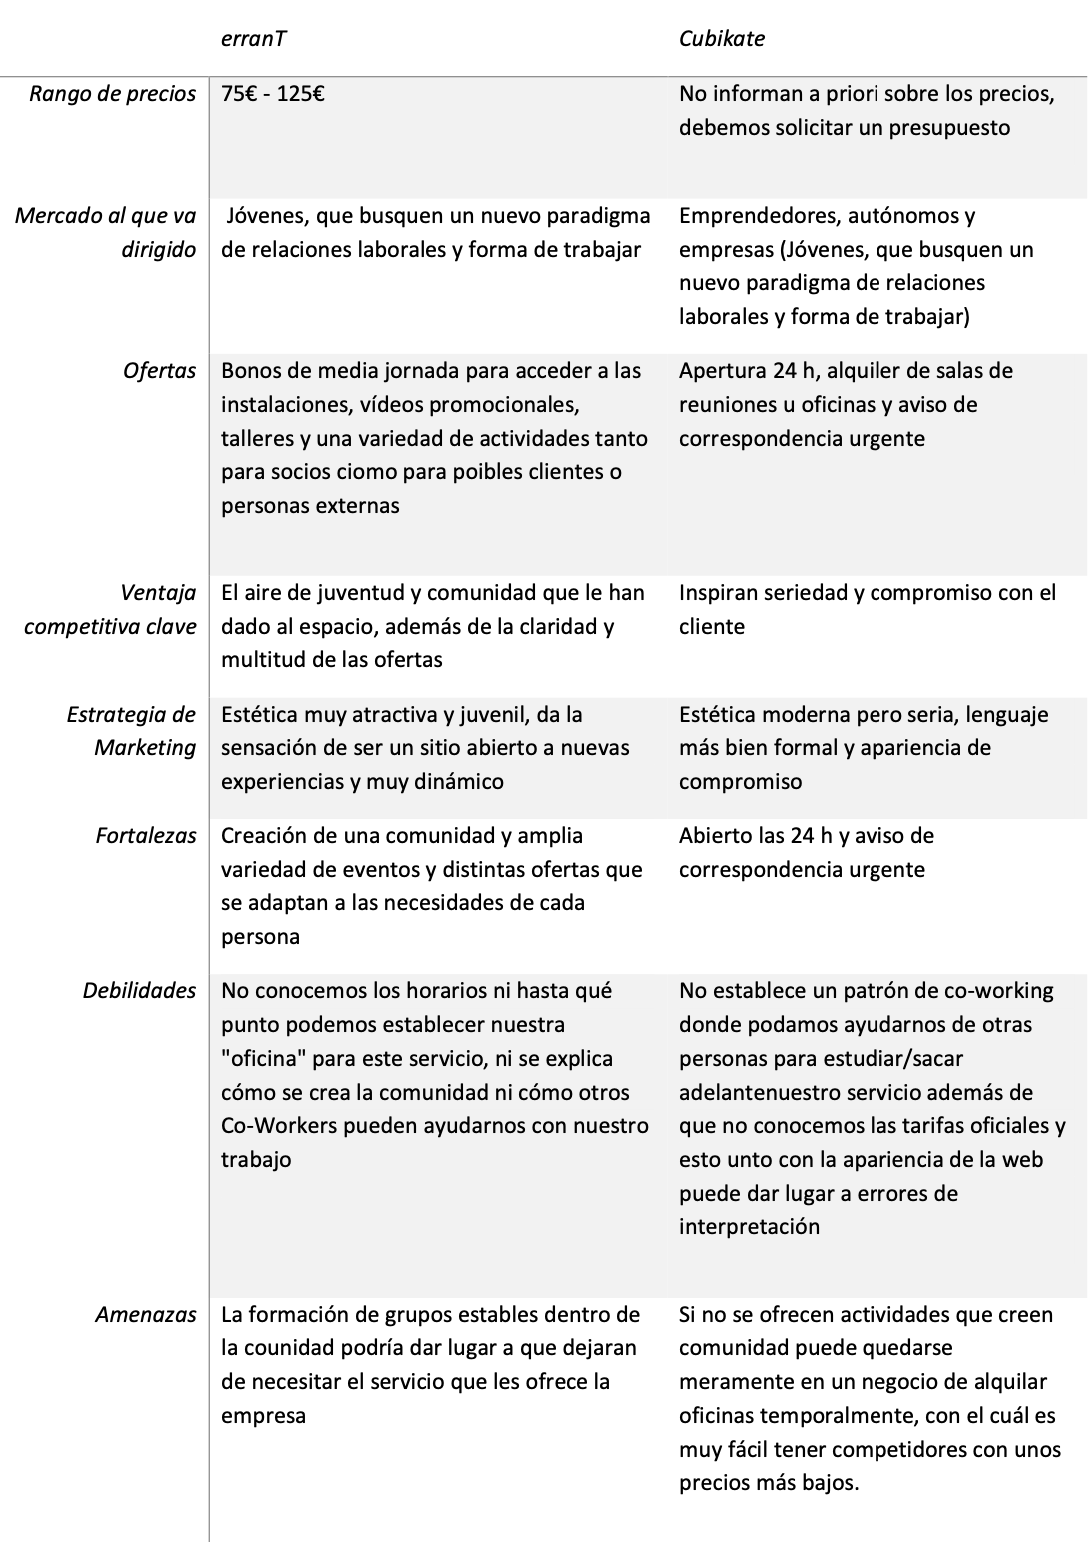 erranT
Cubikate
Rango de precios
75€ - 125€
No informan a priori sobre los precios,
debemos solicitar un presupuesto
Mercado al que va
dirigido
Jóvenes, que busquen un nuevo paradigma
de relaciones laborales y forma de trabajar
Emprendedores, autónomos y
empresas (Jóvenes, que busquen un
nuevo paradigma de relaciones
laborales y forma de trabajar)
Ofertas
Bonos de media jornada para acceder a las
instalaciones, vídeos promocionales,
talleres y una variedad de actividades tanto
para socios ciomo para poibles clientes o
personas externas
Apertura 24 h, alquiler de salas de
reuniones u oficinas y aviso de
correspondencia urgente
Ventaja
competitiva clave
El aire de juventud y comunidad que le han
dado al espacio, además de la claridad y
multitud de las ofertas
Inspiran seriedad y compromiso con el
cliente
Estrategia de
Marketing
Estética muy atractiva y juvenil, da la
sensación de ser un sitio abierto a nuevas
experiencias y muy dinámico
Estética moderna pero seria, lenguaje
más bien formal y apariencia de
compromiso
Fortalezas
Creación de una comunidad y amplia
variedad de eventos y distintas ofertas que
se adaptan a las necesidades de cada
persona
Abierto las 24 h y aviso de
correspondencia urgente
Debilidades
No conocemos los horarios ni hasta qué
punto podemos establecer nuestra
"oficina" para este servicio, ni se explica
cómo se crea la comunidad ni cómo otros
Co-Workers pueden ayudarnos con nuestro
trabajo
No establece un patrón de co-working
donde podamos ayudarnos de otras
personas para estudiar/sacar
adelantenuestro servicio además de
que no conocemos las tarifas oficiales y
esto unto con la apariencia de la web
puede dar lugar a errores de
interpretación
Amenazas
La formación de grupos estables dentro de
la counidad podría dar lugar a que dejaran
de necesitar el servicio que les ofrece la
empresa
Si no se ofrecen actividades que creen
comunidad puede quedarse
meramente en un negocio de alquilar
oficinas temporalmente, con el cuál es
muy fácil tener competidores con unos
precios más bajos.